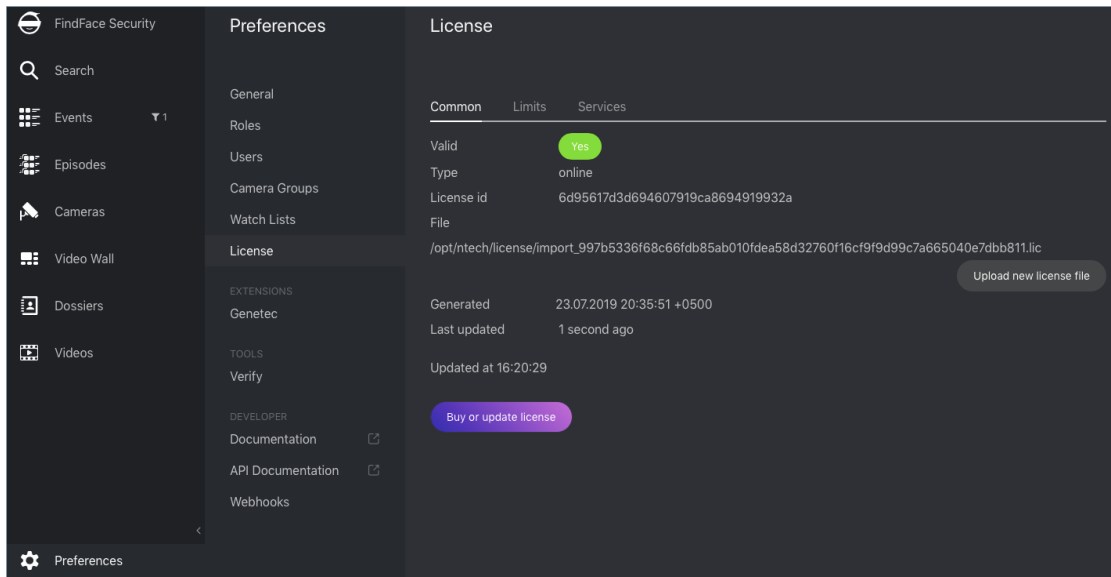 FindFace Security
Search
Events 1
Episodes
Cameras
Video Wall
Dossiers
Videos
Preferences
Preferences
General
Roles
Users
Camera Groups
Watch Lists
License
EXTENSIONS
Genetec
TOOLS
Verify
DEVELOPER
Documentation
API Documentation
Webhooks
License
Common Limits Services
Valid Yes
Type online
License id 6d95617d3d694607919ca8694919932a
File
/opt/ntech/license/import_997b5336f68c66fdb85ab010fdea58d32760f16cf9f9d99c7a665040e7dbb811.lic
Upload new license file
Generated 23.07.2019 20:35:51 +0500
Last updated 1 second ago
Updated at 16:20:29
Buy or update license